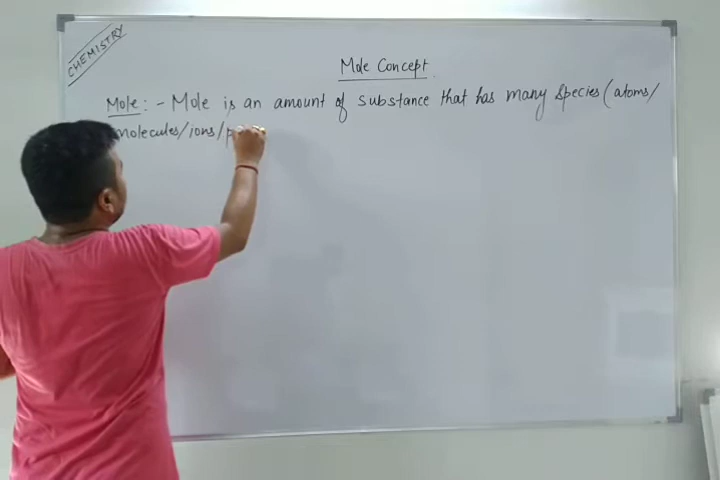 CHEMISTRY
Mole Concept
Mole : - Mole is an amount of substance that has many species (atoms/
molecules/ions/p